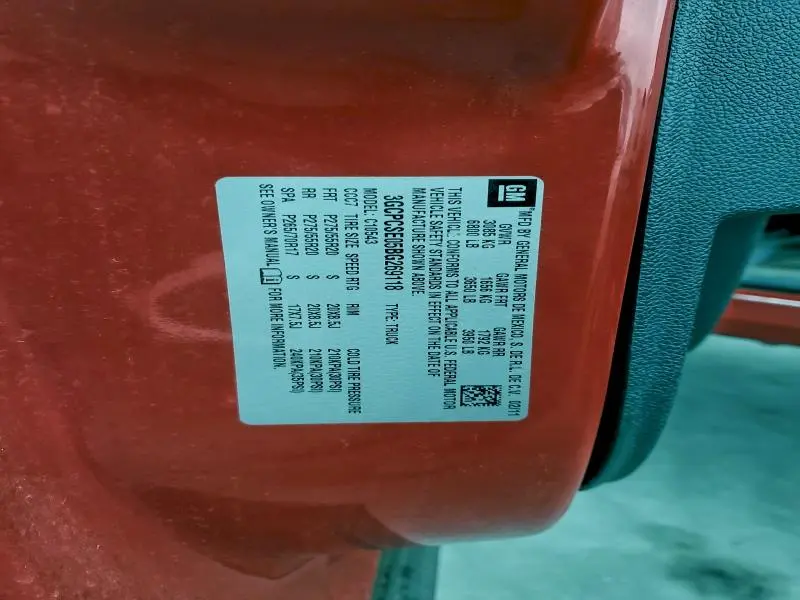 GM
MFD BY GENERAL MOTORS DE MEXICO, S. DE R.L. DE C.V. 02/11
GVWR GAWR FRT GAWR RR
3085 KG 1656 KG 1792 KG
6801 LB 3650 LB 3950 LB
THIS VEHICLE CONFORMS TO ALL APPLICABLE U.S. FEDERAL MOTOR
VEHICLE SAFETY STANDARDS IN EFFECT ON THE DATE OF
MANUFACTURE SHOWN ABOVE.
3GCPCSE05BG269118 TYPE: TRUCK
MODEL: C10543
CCC7 TIRE SIZE SPEED RTG RIM COLD TIRE PRESSURE
FRT P275/55R20 S 20X8.5J 210KPA(30PSI)
RR P275/55R20 S 20X8.5J 210KPA(30PSI)
SPA P265/70R17 S 17X7.5J 240KPA(35PSI)
SEE OWNER'S MANUAL FOR MORE INFORMATION.